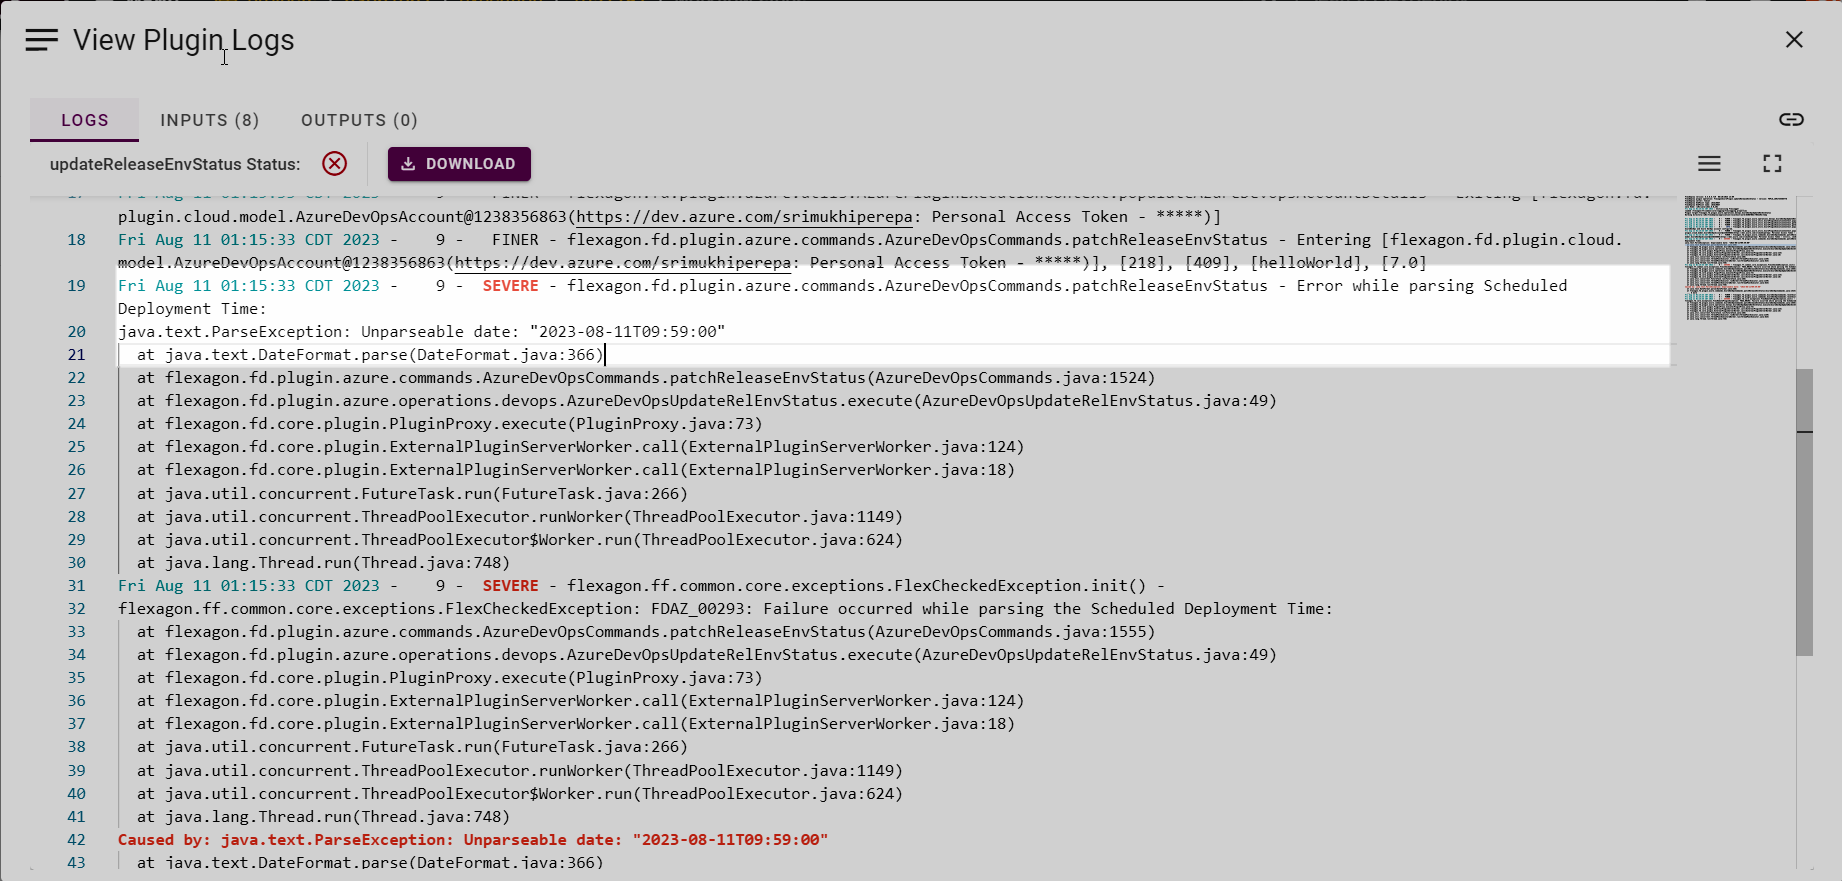 View Plugin Logs
LOGS
INPUTS (8)
OUTPUTS (0)
updateReleaseEnvStatus Status:
DOWNLOAD
plugin.cloud.model.AzureDevOpsAccount@1238356863(https://dev.azure.com/srimukhiperepa: Personal Access Token - *****)]
18 Fri Aug 11 01:15:33 CDT 2023 - 9 - FINER - flexagon.fd.plugin.azure.commands.AzureDevOpsCommands.patchReleaseEnvStatus - Entering [flexagon.fd.plugin.cloud.
model.AzureDevOpsAccount@1238356863(https://dev.azure.com/srimukhiperepa: Personal Access Token - *****)], [218], [409], [helloWorld], [7.0]
19 Fri Aug 11 01:15:33 CDT 2023 - 9 - SEVERE - flexagon.fd.plugin.azure.commands.AzureDevOpsCommands.patchReleaseEnvStatus - Error while parsing Scheduled
Deployment Time:
20 java.text.ParseException: Unparseable date: "2023-08-11T09:59:00"
21 at java.text.DateFormat.parse(DateFormat.java:366)
22 at flexagon.fd.plugin.azure.commands.AzureDevOpsCommands.patchReleaseEnvStatus(AzureDevOpsCommands.java:1524)
23 at flexagon.fd.plugin.azure.operations.devops.AzureDevOpsUpdateRelEnvStatus.execute(AzureDevOpsUpdateRelEnvStatus.java:49)
24 at flexagon.fd.core.plugin.PluginProxy.execute(PluginProxy.java:73)
25 at flexagon.fd.core.plugin.ExternalPluginServerWorker.call(ExternalPluginServerWorker.java:124)
26 at flexagon.fd.core.plugin.ExternalPluginServerWorker.call(ExternalPluginServerWorker.java:18)
27 at java.util.concurrent.FutureTask.run(FutureTask.java:266)
28 at java.util.concurrent.ThreadPoolExecutor.runWorker(ThreadPoolExecutor.java:1149)
29 at java.util.concurrent.ThreadPoolExecutor$Worker.run(ThreadPoolExecutor.java:624)
30 at java.lang.Thread.run(Thread.java:748)
31 Fri Aug 11 01:15:33 CDT 2023 - 9 - SEVERE - flexagon.ff.common.core.exceptions.FlexCheckedException.init() -
32 flexagon.ff.common.core.exceptions.FlexCheckedException: FDAZ_00293: Failure occurred while parsing the Scheduled Deployment Time:
33 at flexagon.fd.plugin.azure.commands.AzureDevOpsCommands.patchReleaseEnvStatus(AzureDevOpsCommands.java:1555)
34 at flexagon.fd.plugin.azure.operations.devops.AzureDevOpsUpdateRelEnvStatus.execute(AzureDevOpsUpdateRelEnvStatus.java:49)
35 at flexagon.fd.core.plugin.PluginProxy.execute(PluginProxy.java:73)
36 at flexagon.fd.core.plugin.ExternalPluginServerWorker.call(ExternalPluginServerWorker.java:124)
37 at flexagon.fd.core.plugin.ExternalPluginServerWorker.call(ExternalPluginServerWorker.java:18)
38 at java.util.concurrent.FutureTask.run(FutureTask.java:266)
39 at java.util.concurrent.ThreadPoolExecutor.runWorker(ThreadPoolExecutor.java:1149)
40 at java.util.concurrent.ThreadPoolExecutor$Worker.run(ThreadPoolExecutor.java:624)
41 at java.lang.Thread.run(Thread.java:748)
42 Caused by: java.text.ParseException: Unparseable date: "2023-08-11T09:59:00"
43 at java.text.DateFormat.parse(DateFormat.java:366)